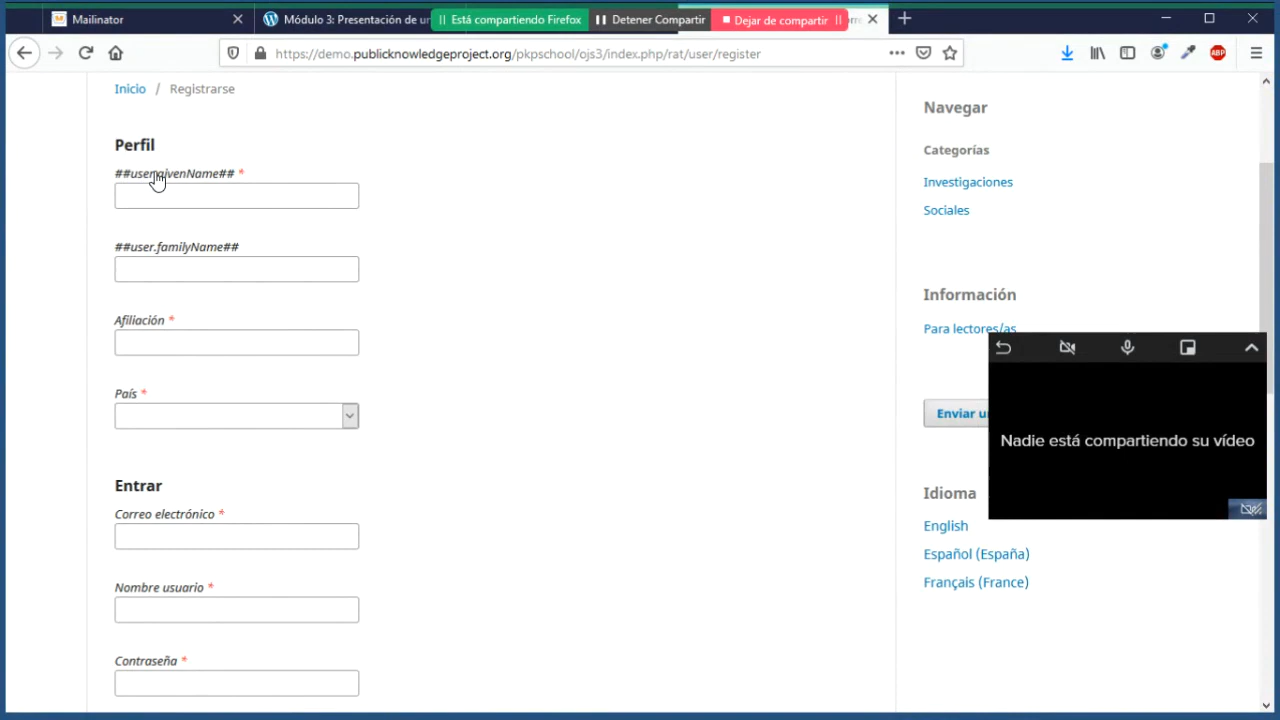 Mailinator
Módulo 3: Presentación de un
Está compartiendo Firefox
Detener Compartir
Dejar de compartir
https://demo.publicknowledgeproject.org/pkpschool/ojs3/index.php/rat/user/register
ABP
Inicio / Registrarse
Perfil
##user.givenName## *
##user.familyName##
Afiliación *
País *
Entrar
Correo electrónico *
Nombre usuario *
Contraseña *
Navegar
Categorías
Investigaciones
Sociales
Información
Para lectores/as
Enviar u
Nadie está compartiendo su vídeo
Idioma
English
Español (España)
Français (France)